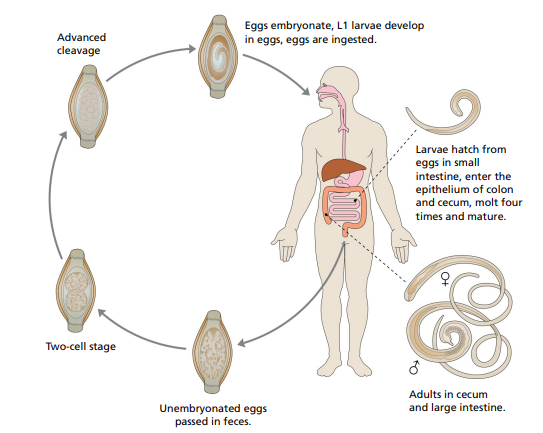 Eggs embryonate, L1 larvae develop
in eggs, eggs are ingested.
Advanced
cleavage
Larvae hatch from
eggs in small
intestine, enter the
epithelium of colon
and cecum, molt four
times and mature.
♀
♂
Two-cell stage
Adults in cecum
and large intestine.
Unembryonated eggs
passed in feces.